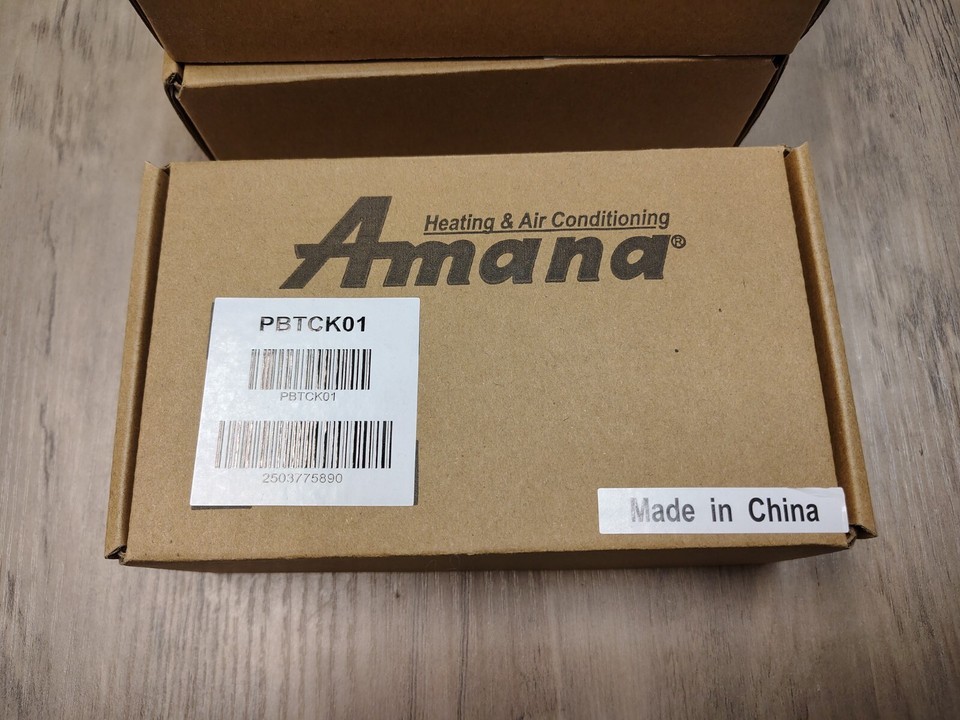 Heating & Air Conditioning
Amana®
PBTCK01
PBTCK01
2503775890
Made in China